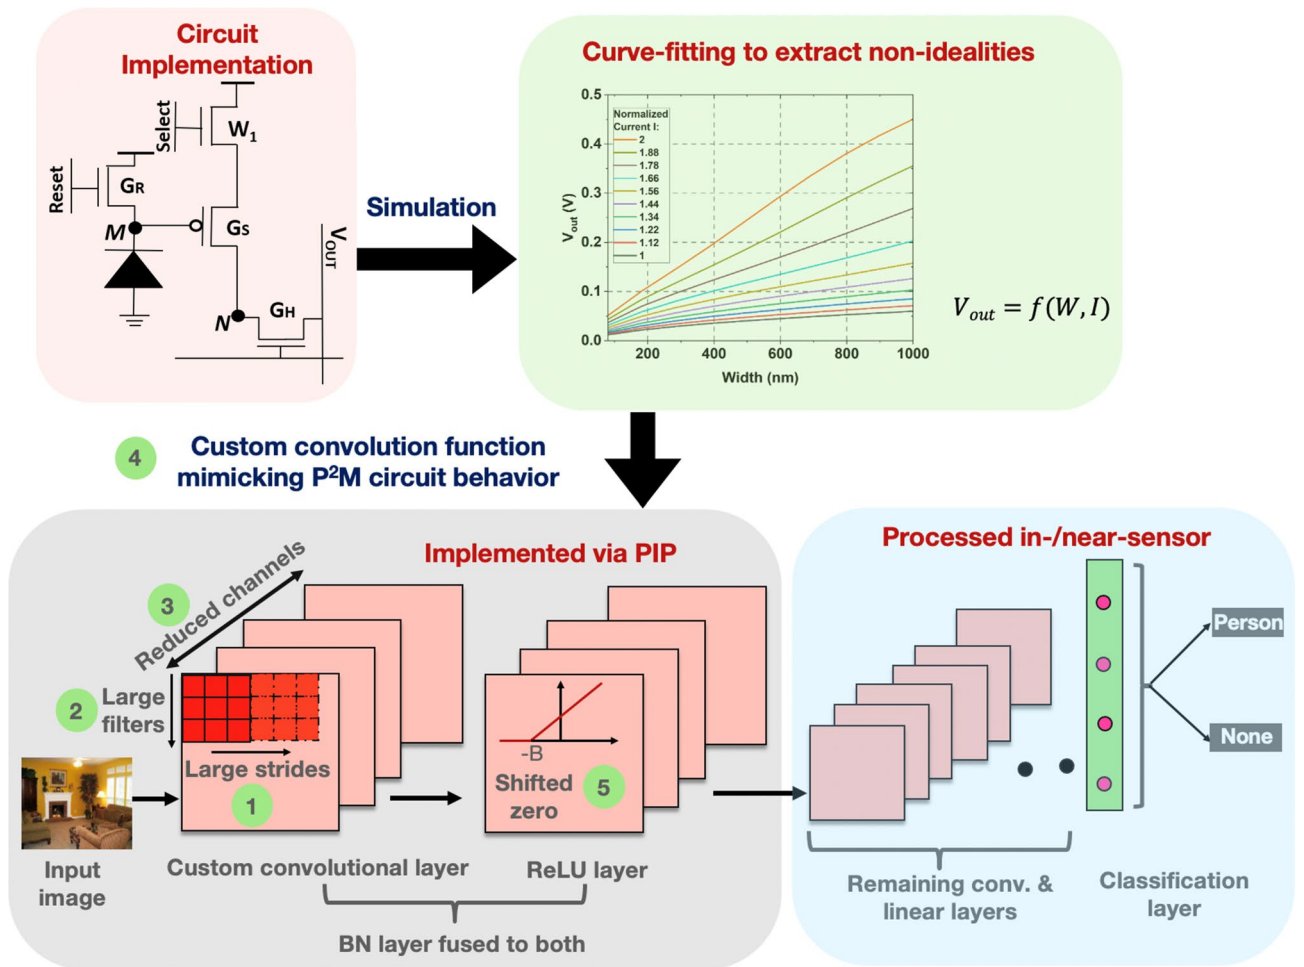 Circuit
Implementation
Select
W1
Reset
GR
M
GS
VOUT
N
GH
Simulation
Curve-fitting to extract non-idealities
0.5
0.4
0.3
0.2
0.1
0.0
Vout (V)
Normalized
Current I:
2
1.88
1.78
1.66
1.56
1.44
1.34
1.22
1.12
1
200 400 600 800 1000
Width (nm)
Vout = f(W, I)
4
Custom convolution function
mimicking P²M circuit behavior
Implemented via PIP
3
Reduced channels
2
Large
filters
Large strides
1
-B
Shifted
zero
5
Input
image
Custom convolutional layer
ReLU layer
BN layer fused to both
Processed in-/near-sensor
Person
None
Remaining conv. &
linear layers
Classification
layer